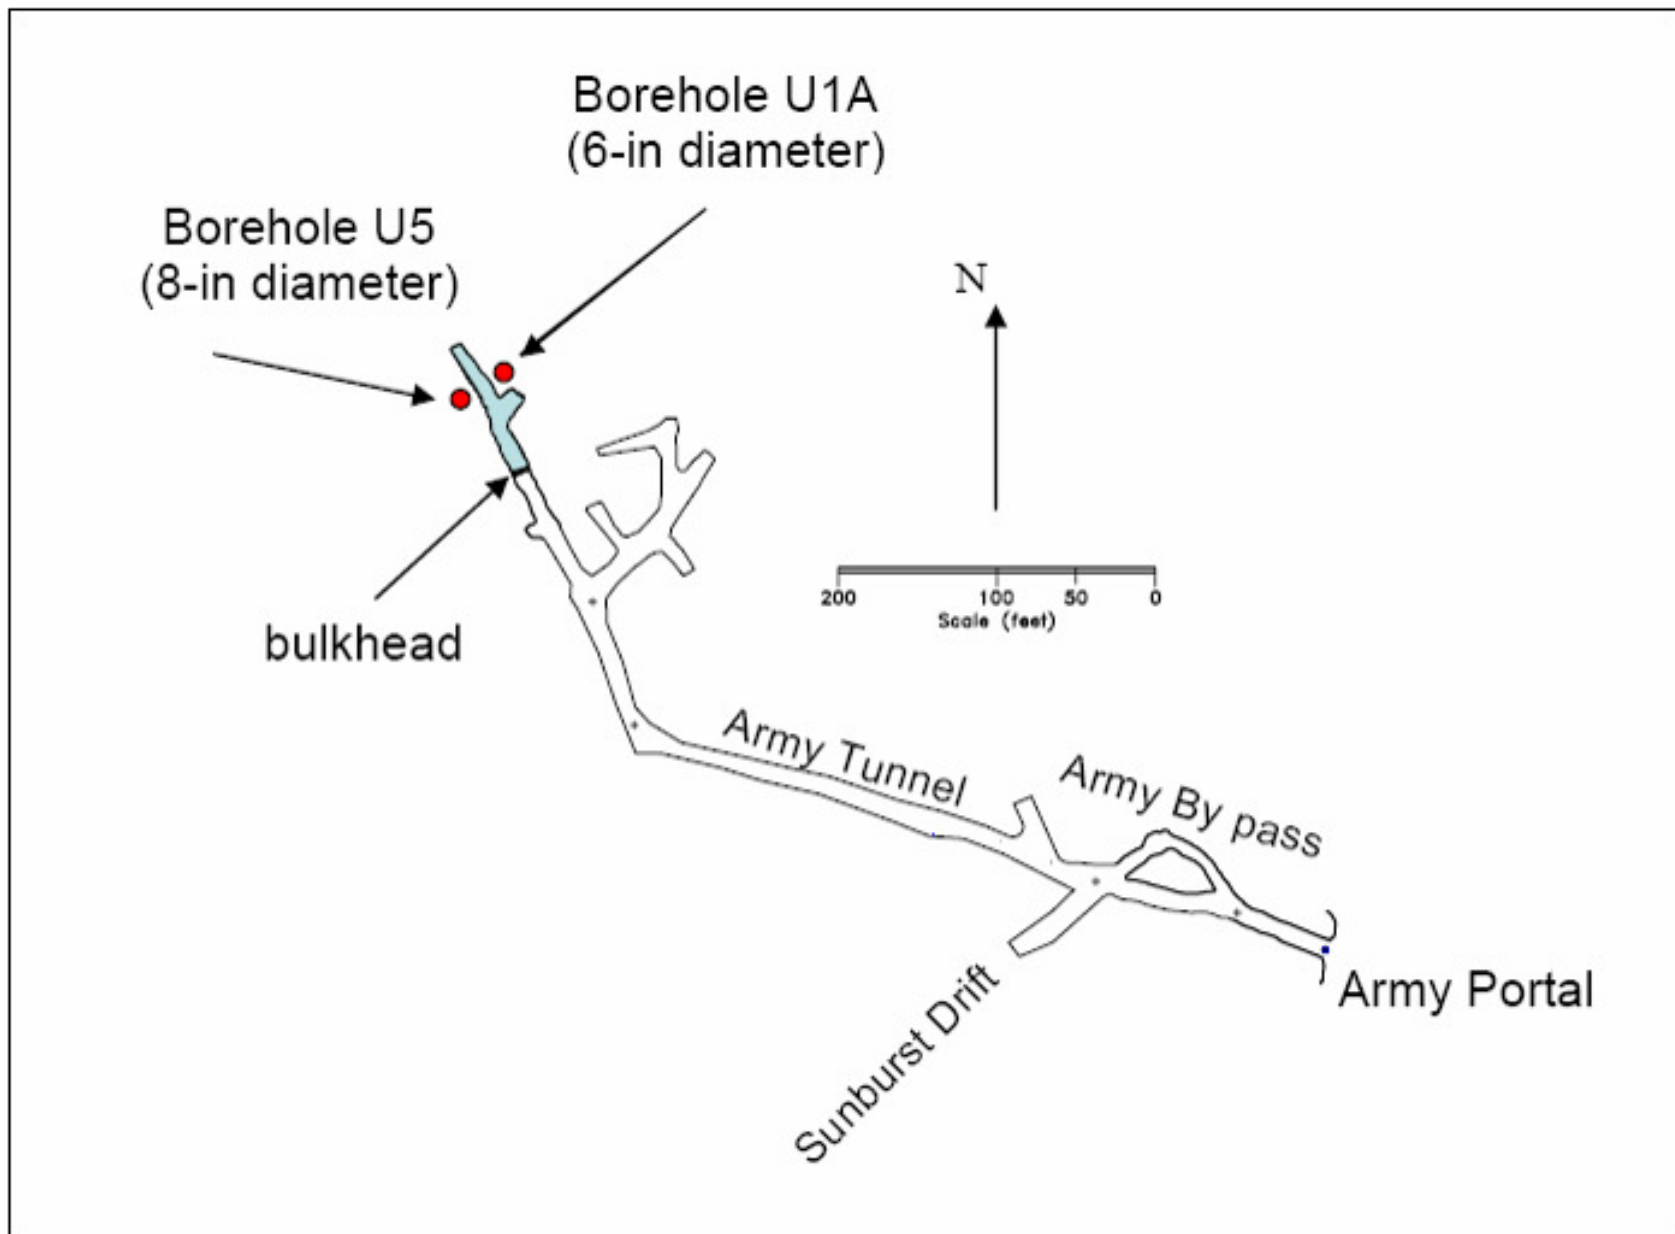 Borehole U1A
(6-in diameter)
Borehole U5
(8-in diameter)
N
200 100 50 0
Scale (feet)
bulkhead
Army Tunnel
Army By pass
Army Portal
Sunburst Drift